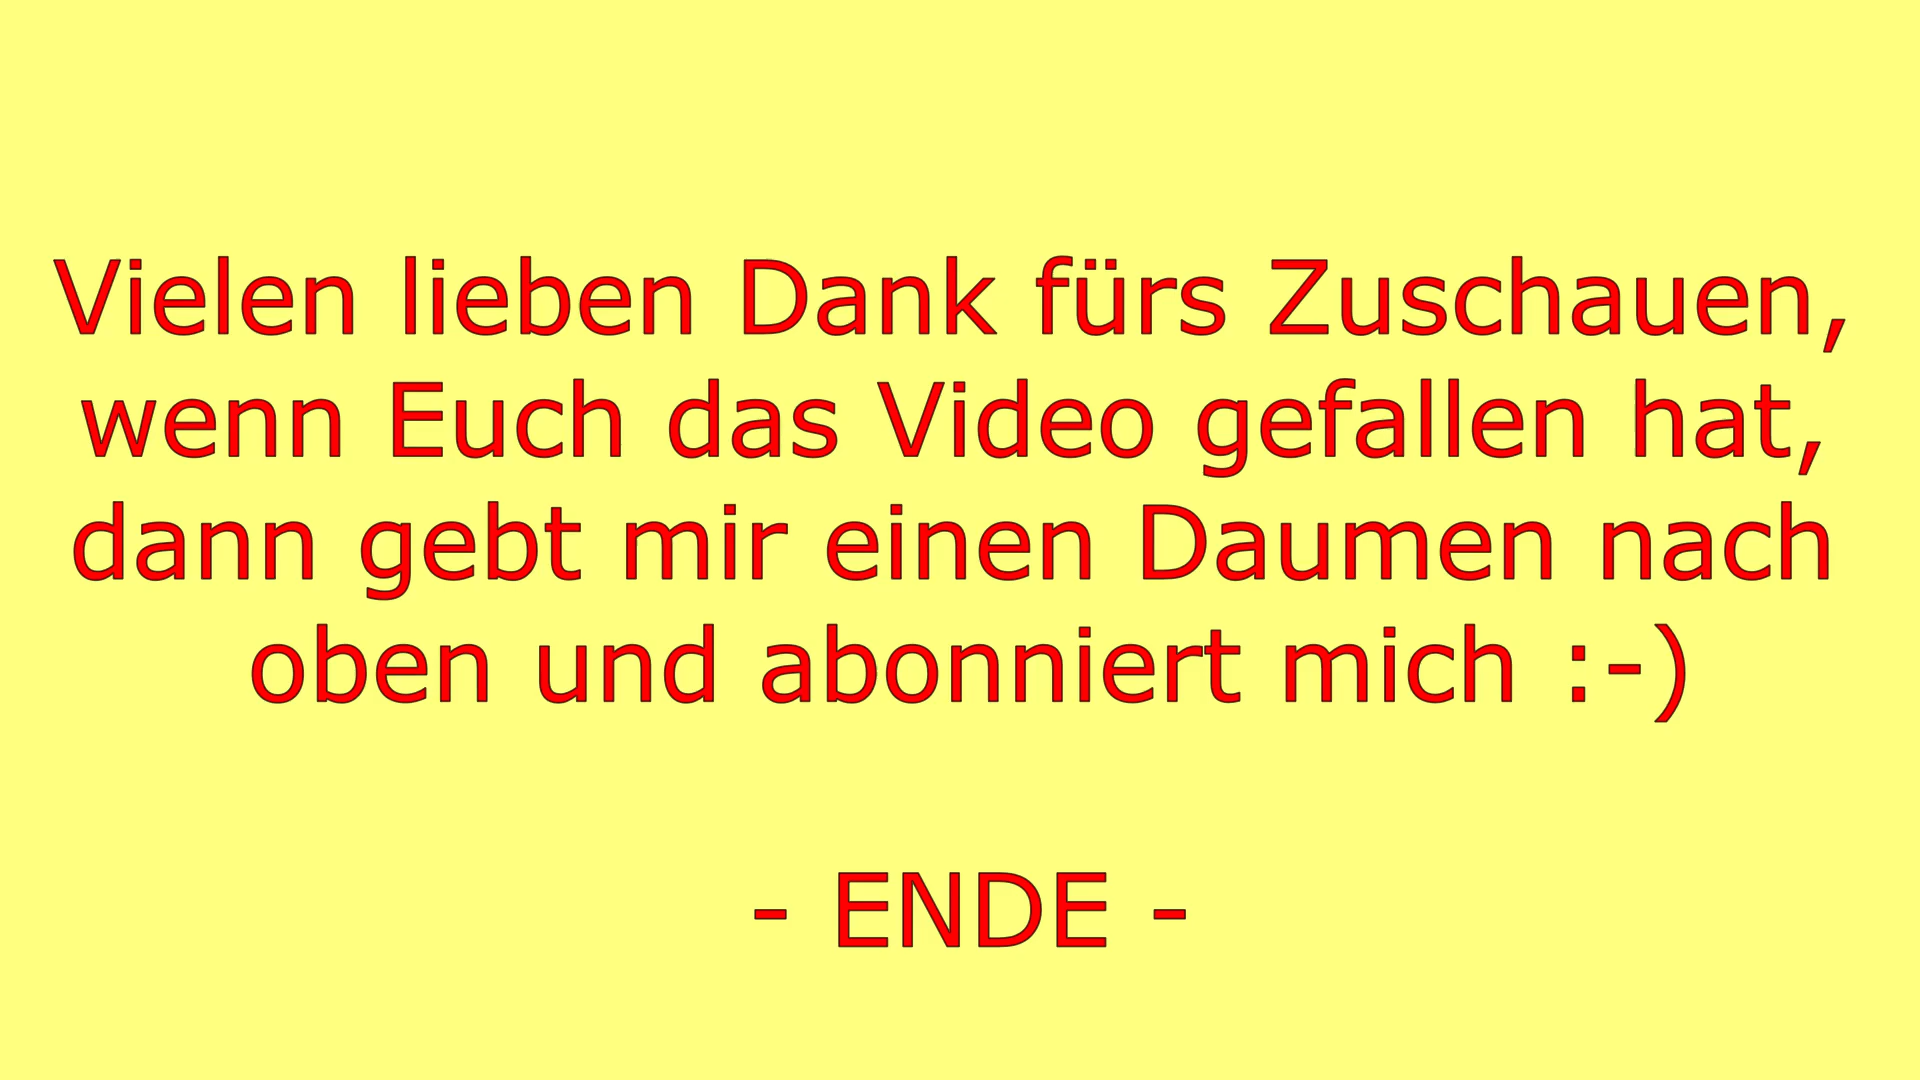 Vielen lieben Dank fürs Zuschauen,
wenn Euch das Video gefallen hat,
dann gebt mir einen Daumen nach
oben und abonniert mich :-)
- ENDE -